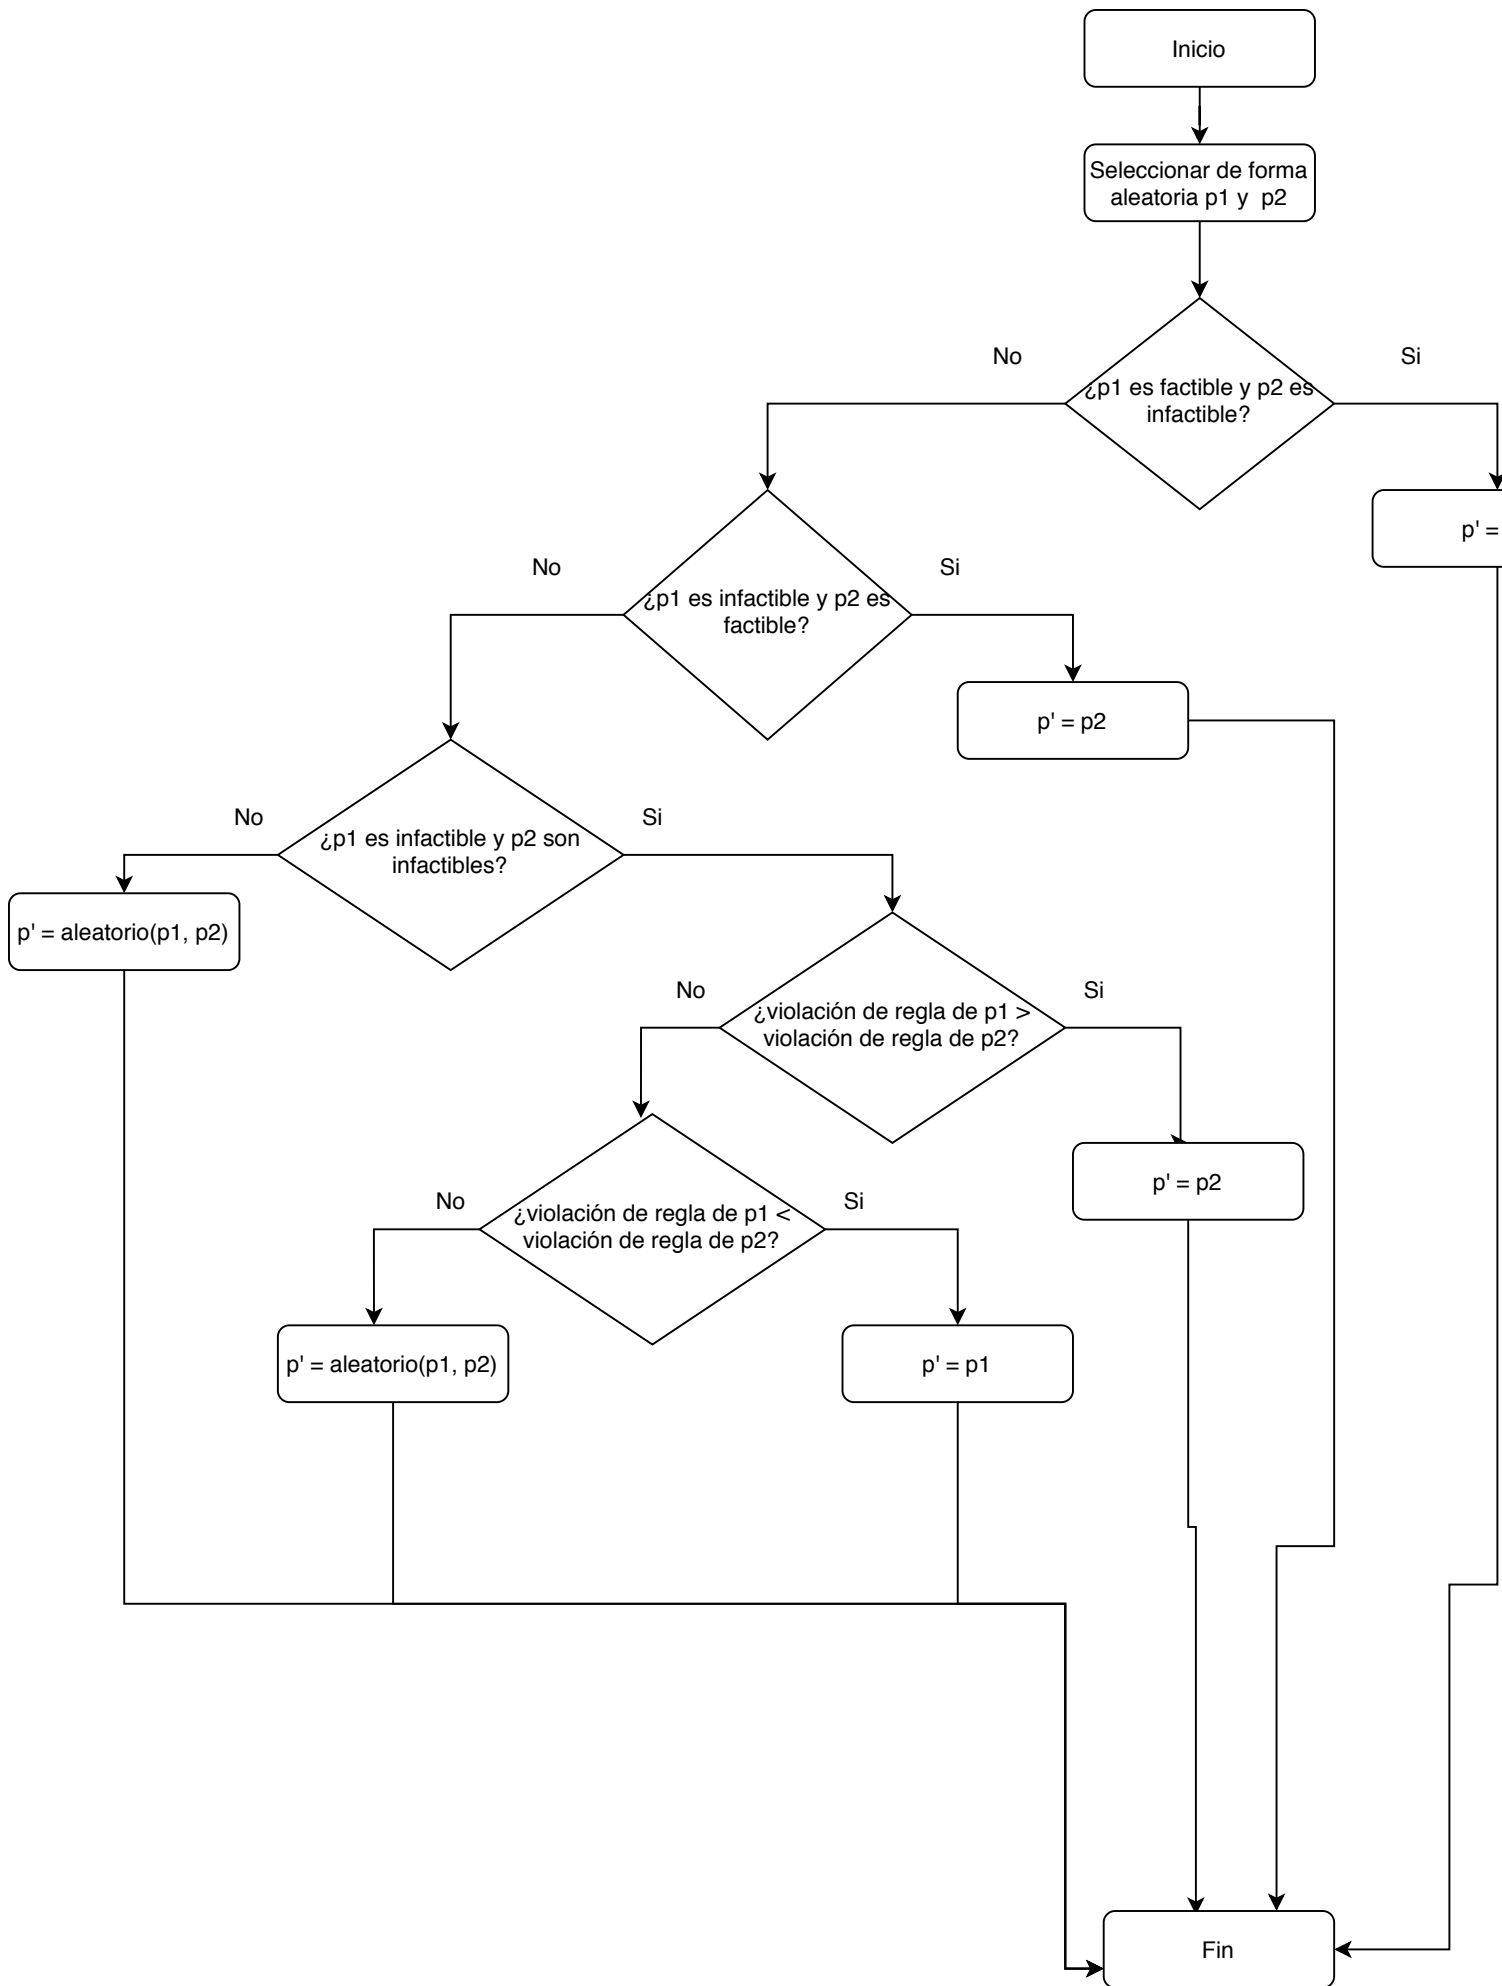 Inicio
Seleccionar de forma
aleatoria p1 y p2
No
Si
¿p1 es factible y p2 es
infactible?
p' =
No
Si
¿p1 es infactible y p2 es
factible?
p' = p2
No
Si
¿p1 es infactible y p2 son
infactibles?
p' = aleatorio(p1, p2)
No
Si
¿violación de regla de p1 >
violación de regla de p2?
p' = p2
No
Si
¿violación de regla de p1 <
violación de regla de p2?
p' = aleatorio(p1, p2)
p' = p1
Fin